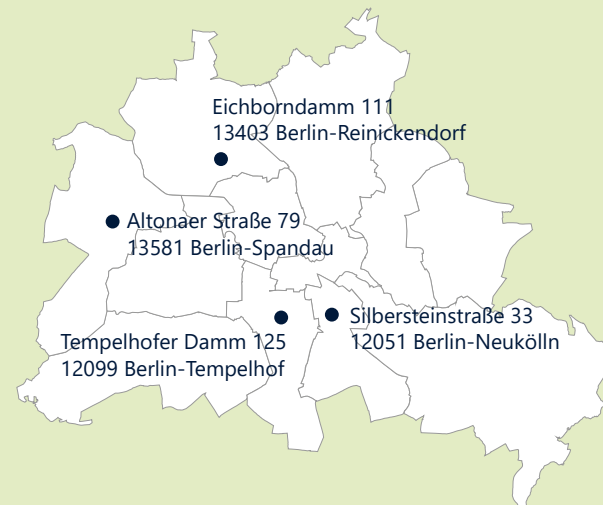 Eichborndamm 111
13403 Berlin-Reinickendorf
Altonaer Straße 79
13581 Berlin-Spandau
Silbersteinstraße 33
12051 Berlin-Neukölln
Tempelhofer Damm 125
12099 Berlin-Tempelhof